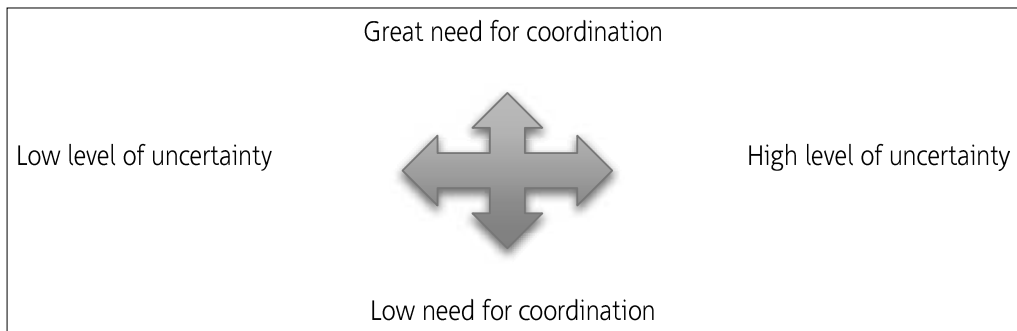 Great need for coordination
Low level of uncertainty
High level of uncertainty
Low need for coordination